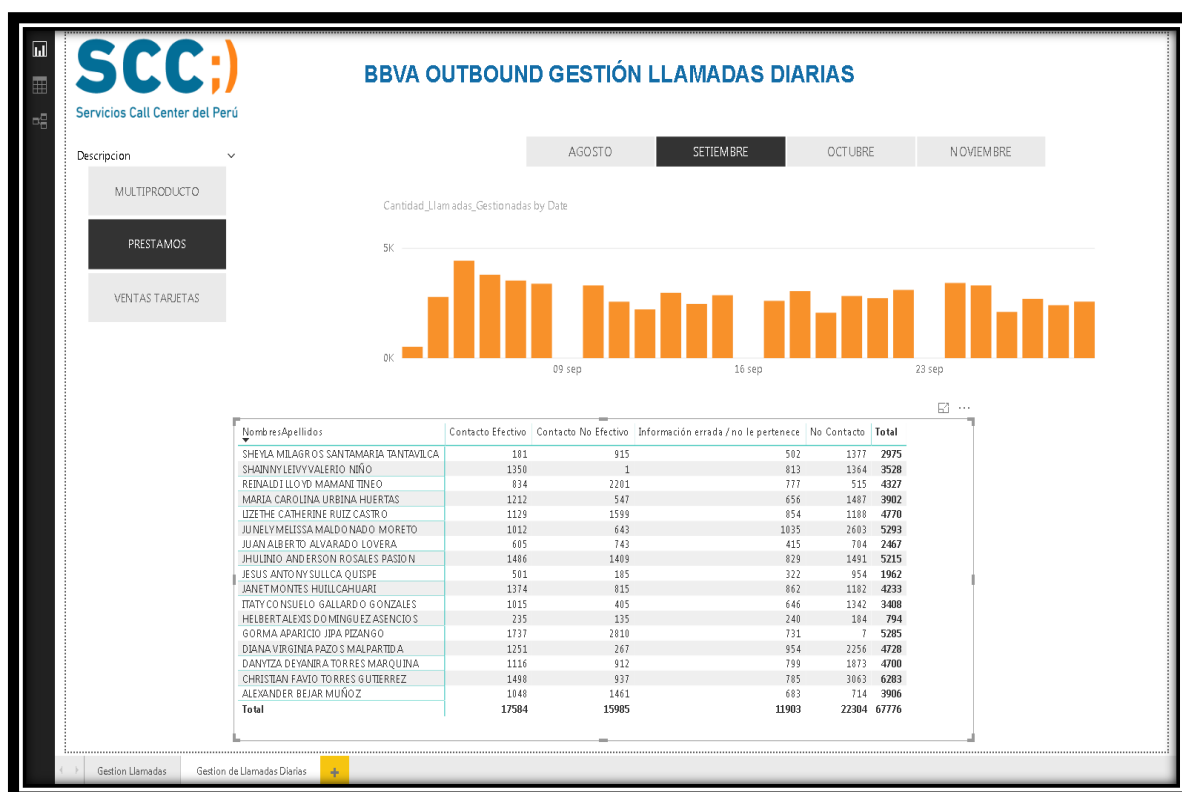 SCC;)
Servicios Call Center del Perú
BBVA OUTBOUND GESTIÓN LLAMADAS DIARIAS
Descripcion
MULTIPRODUCTO
PRESTAMOS
VENTAS TARJETAS
AGOSTO SETIEMBRE OCTUBRE NOVIEMBRE
Cantidad_Llamadas_Gestionadas by Date
5K
0K
09 sep 16 sep 23 sep
NombresApellidos Contacto Efectivo Contacto No Efectivo Información errada / no le pertenece No Contacto Total
SHEYLA MILAGROS SANTAMARIA TANTAVILCA 181 915 502 1377 2975
SHAINNY LEIVY VALERIO NIÑO 1350 1 813 1364 3528
REINALDI LLOYD MAMANI TINEO 834 2201 777 515 4327
MARIA CAROLINA URBINA HUERTAS 1212 547 656 1487 3902
LIZETHE CATHERINE RUIZ CASTRO 1129 1599 854 1188 4770
JUNELY MELISSA MALDONADO MORETO 1012 643 1035 2603 5293
JUAN ALBERTO ALVARADO LOVERA 605 743 415 704 2467
JHULINIO ANDERSON ROSALES PASION 1486 1409 829 1491 5215
JESUS ANTONY SULLCA QUISPE 501 185 322 954 1962
JANET MONTES HUILLCAHUARI 1374 815 862 1182 4233
ITATY CONSUELO GALLARDO GONZALES 1015 405 646 1342 3408
HELBERT ALEXIS DOMINGUEZ ASENCIOS 235 135 240 184 794
GORMA APARICIO JIPA PIZANGO 1737 2810 731 7 5285
DIANA VIRGINIA PAZOS MALPARTIDA 1251 267 954 2256 4728
DANYTZA DEYANIRA TORRES MARQUINA 1116 912 799 1873 4700
CHRISTIAN FAVIO TORRES GUTIERREZ 1498 937 785 3063 6283
ALEXANDER BEJAR MUÑOZ 1048 1461 683 714 3906
Total 17584 15985 11903 22304 67776
Gestion Llamadas Gestion de Llamadas Diarias +